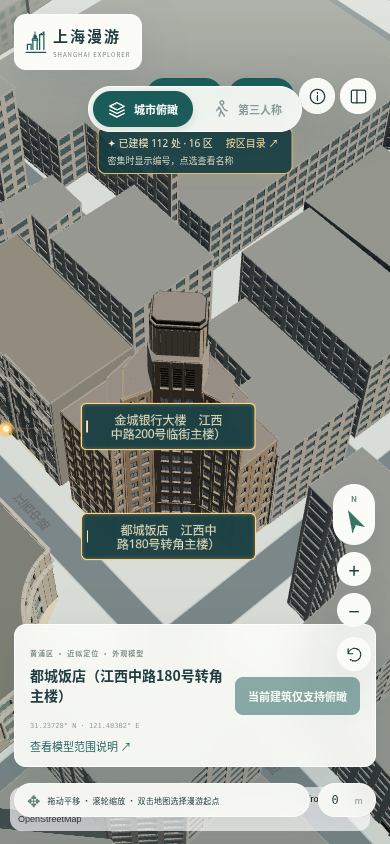 上海漫游
SHANGHAI EXPLORER
城市俯瞰
第三人称
✦ 已建模 112 处 · 16 区 按区目录 ↗
密集时显示编号，点选查看名称
金城银行大楼 江西
中路200号临街主楼）
都城饭店 江西中
路180号转角主楼）
N
+
−
黄浦区 · 近似定位 · 外观模型
都城饭店（江西中路180号转角
主楼）
当前建筑仅支持俯瞰
31.23728° N · 121.48382° E
查看模型范围说明 ↗
拖动平移 · 滚轮缩放 · 双击地图选择漫游起点
0 m
OpenStreetMap